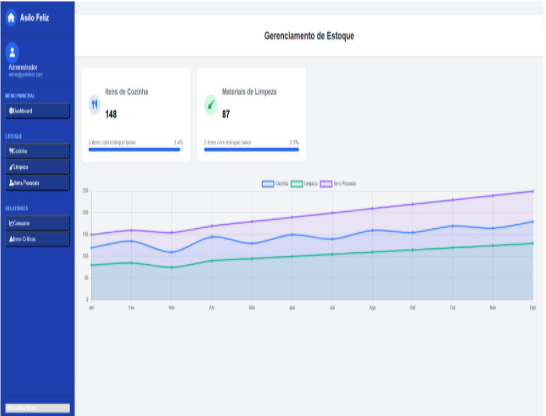 Asilo Feliz
Administrador
MENU PRINCIPAL
Dashboard
ESTOQUE
Cozinha
Limpeza
Itens Pessoais
RELATÓRIOS
Consumo
Itens Críticos
Gerenciamento de Estoque
Itens de Cozinha
148
5 itens com estoque baixo 3.4%
Materiais de Limpeza
87
2 itens com estoque baixo 2.3%
Cozinha Limpeza Itens Pessoais
250
200
150
100
50
0
Jan Fev Mar Abr Mai Jun Jul Ago Set Out Nov Dez